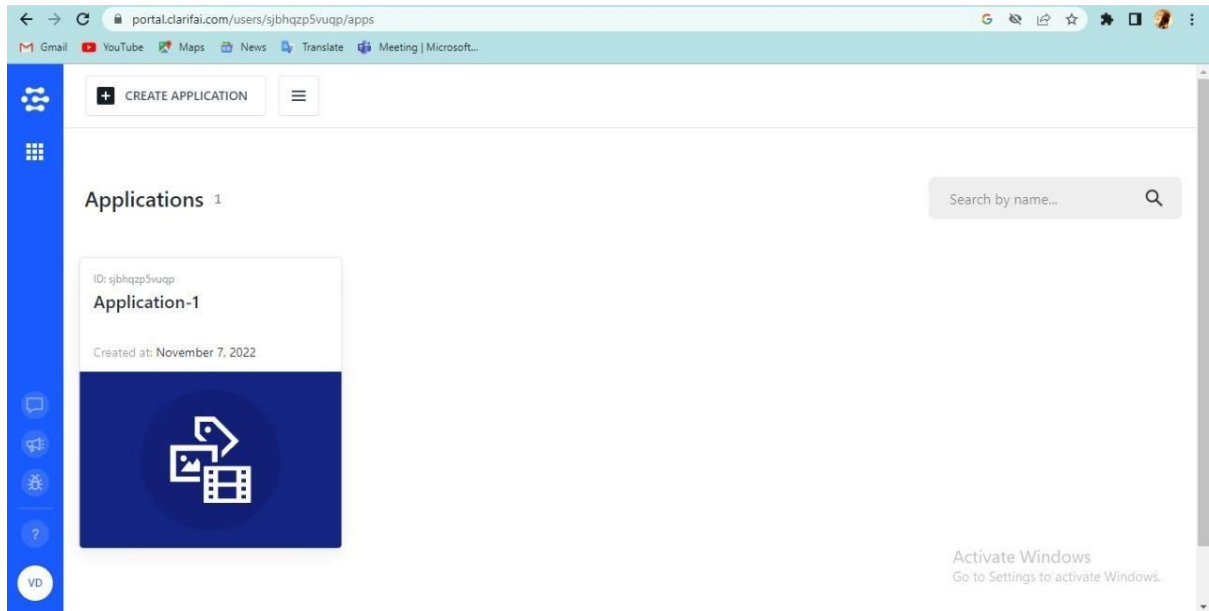 portal.clarifai.com/users/sjbhqzp5vuqp/apps
G
Gmail YouTube Maps News Translate Meeting | Microsoft...
CREATE APPLICATION
Applications 1
Search by name...
ID: sjbhqzp5vuqp
Application-1
Created at: November 7, 2022
?
VD
Activate Windows
Go to Settings to activate Windows.